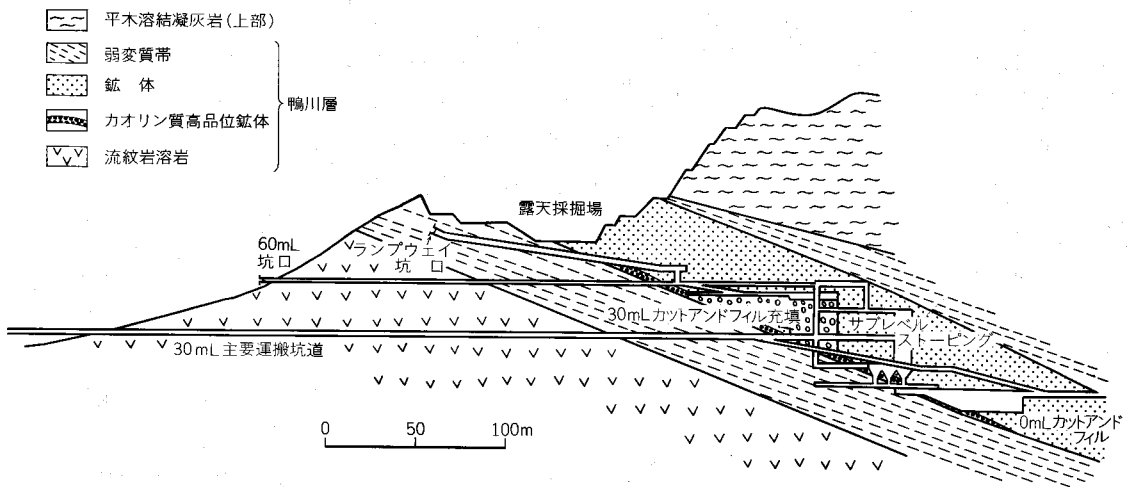 平木溶結凝灰岩(上部)
弱変質帯
鉱　体
カオリン質高品位鉱体
流紋岩溶岩
鴨川層
露天採掘場
60mL
坑口
ランプウェイ
坑　口
30mLカットアンドフィル充填
サブレベル
ストーピング
30mL主要運搬坑道
0mLカットアンド
フィル
0　50　100m